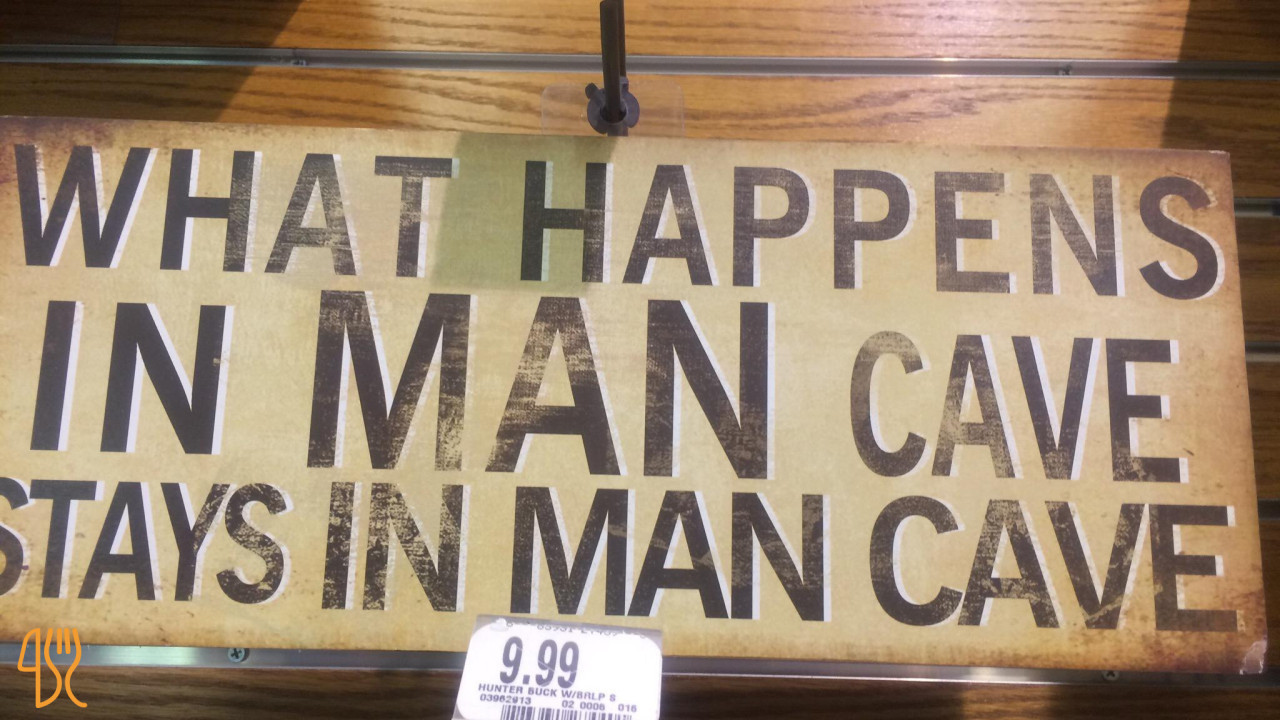 WHAT HAPPENS
IN MAN CAVE
STAYS IN MAN CAVE
9.99
HUNTER BUCK W/BRLP S
03962913 02 0006 016